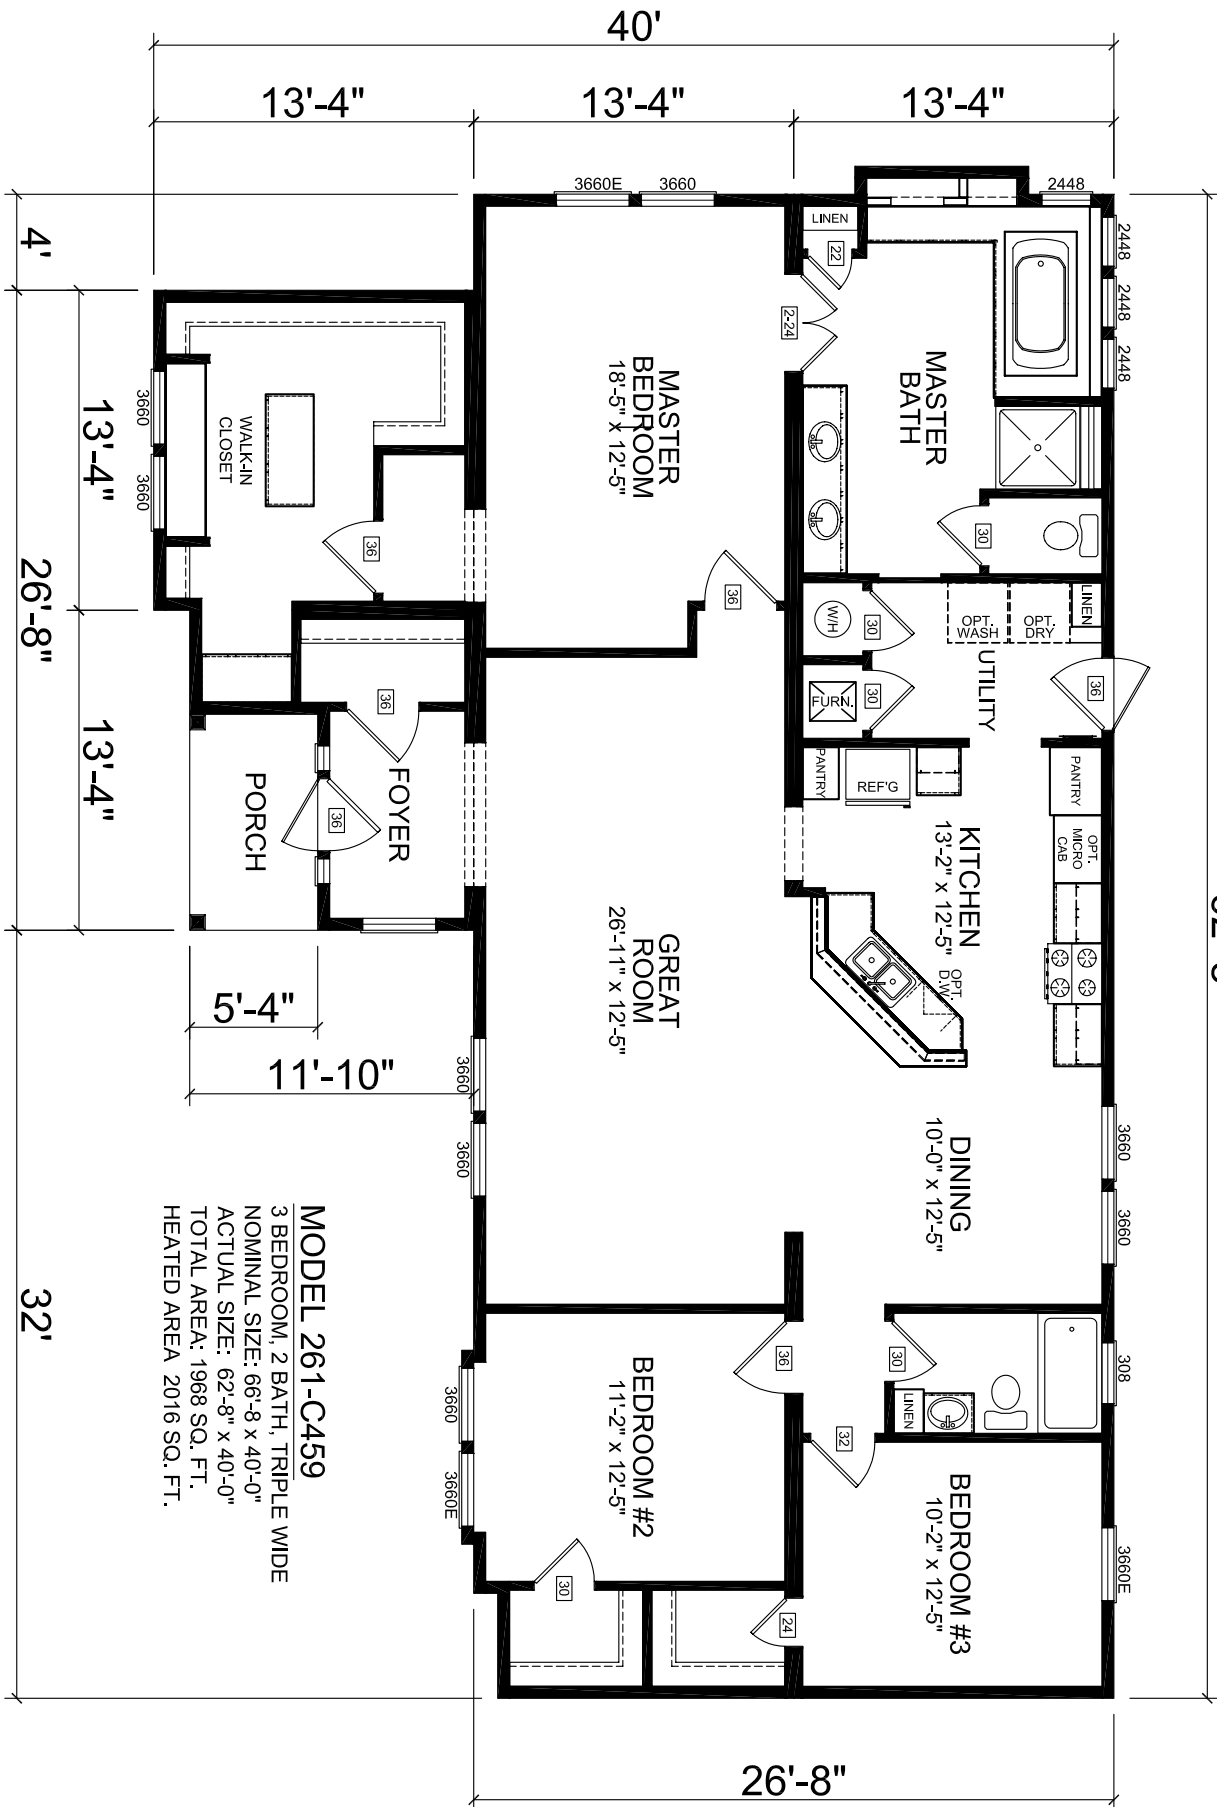 40'
13'-4"
13'-4"
13'-4"
3660E
3660
2448
2448
2448
2448
LINEN
22
2-24
MASTER
BATH
30
MASTER
BEDROOM
18'-5" x 12'-5"
36
WALK-IN
CLOSET
36
3660
3660
4'
13'-4"
26'-8"
13'-4"
32'
W/H
30
OPT.
WASH
OPT.
DRY
LINEN
UTILITY
FURN.
30
36
36
FOYER
36
PORCH
5'-4"
11'-10"
PANTRY
REF'G
PANTRY
OPT.
MICRO
CAB
KITCHEN
13'-2" x 12'-5"
OPT.
D.W.
GREAT
ROOM
26'-11" x 12'-5"
DINING
10'-0" x 12'-5"
3660
3660
3660
3660
308
30
LINEN
36
32
BEDROOM #2
11'-2" x 12'-5"
3660
3660E
30
BEDROOM #3
10'-2" x 12'-5"
3660E
24
26'-8"
MODEL 261-C459
3 BEDROOM, 2 BATH, TRIPLE WIDE
NOMINAL SIZE: 66'-8 x 40'-0"
ACTUAL SIZE: 62'-8" x 40'-0"
TOTAL AREA: 1968 SQ. FT.
HEATED AREA 2016 SQ. FT.